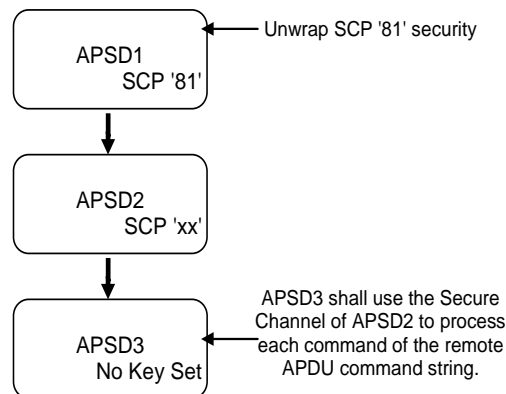 Unwrap SCP '81' security
APSD1
SCP '81'
APSD2
SCP 'xx'
APSD3 shall use the Secure
Channel of APSD2 to process
each command of the remote
APDU command string.
APSD3
No Key Set